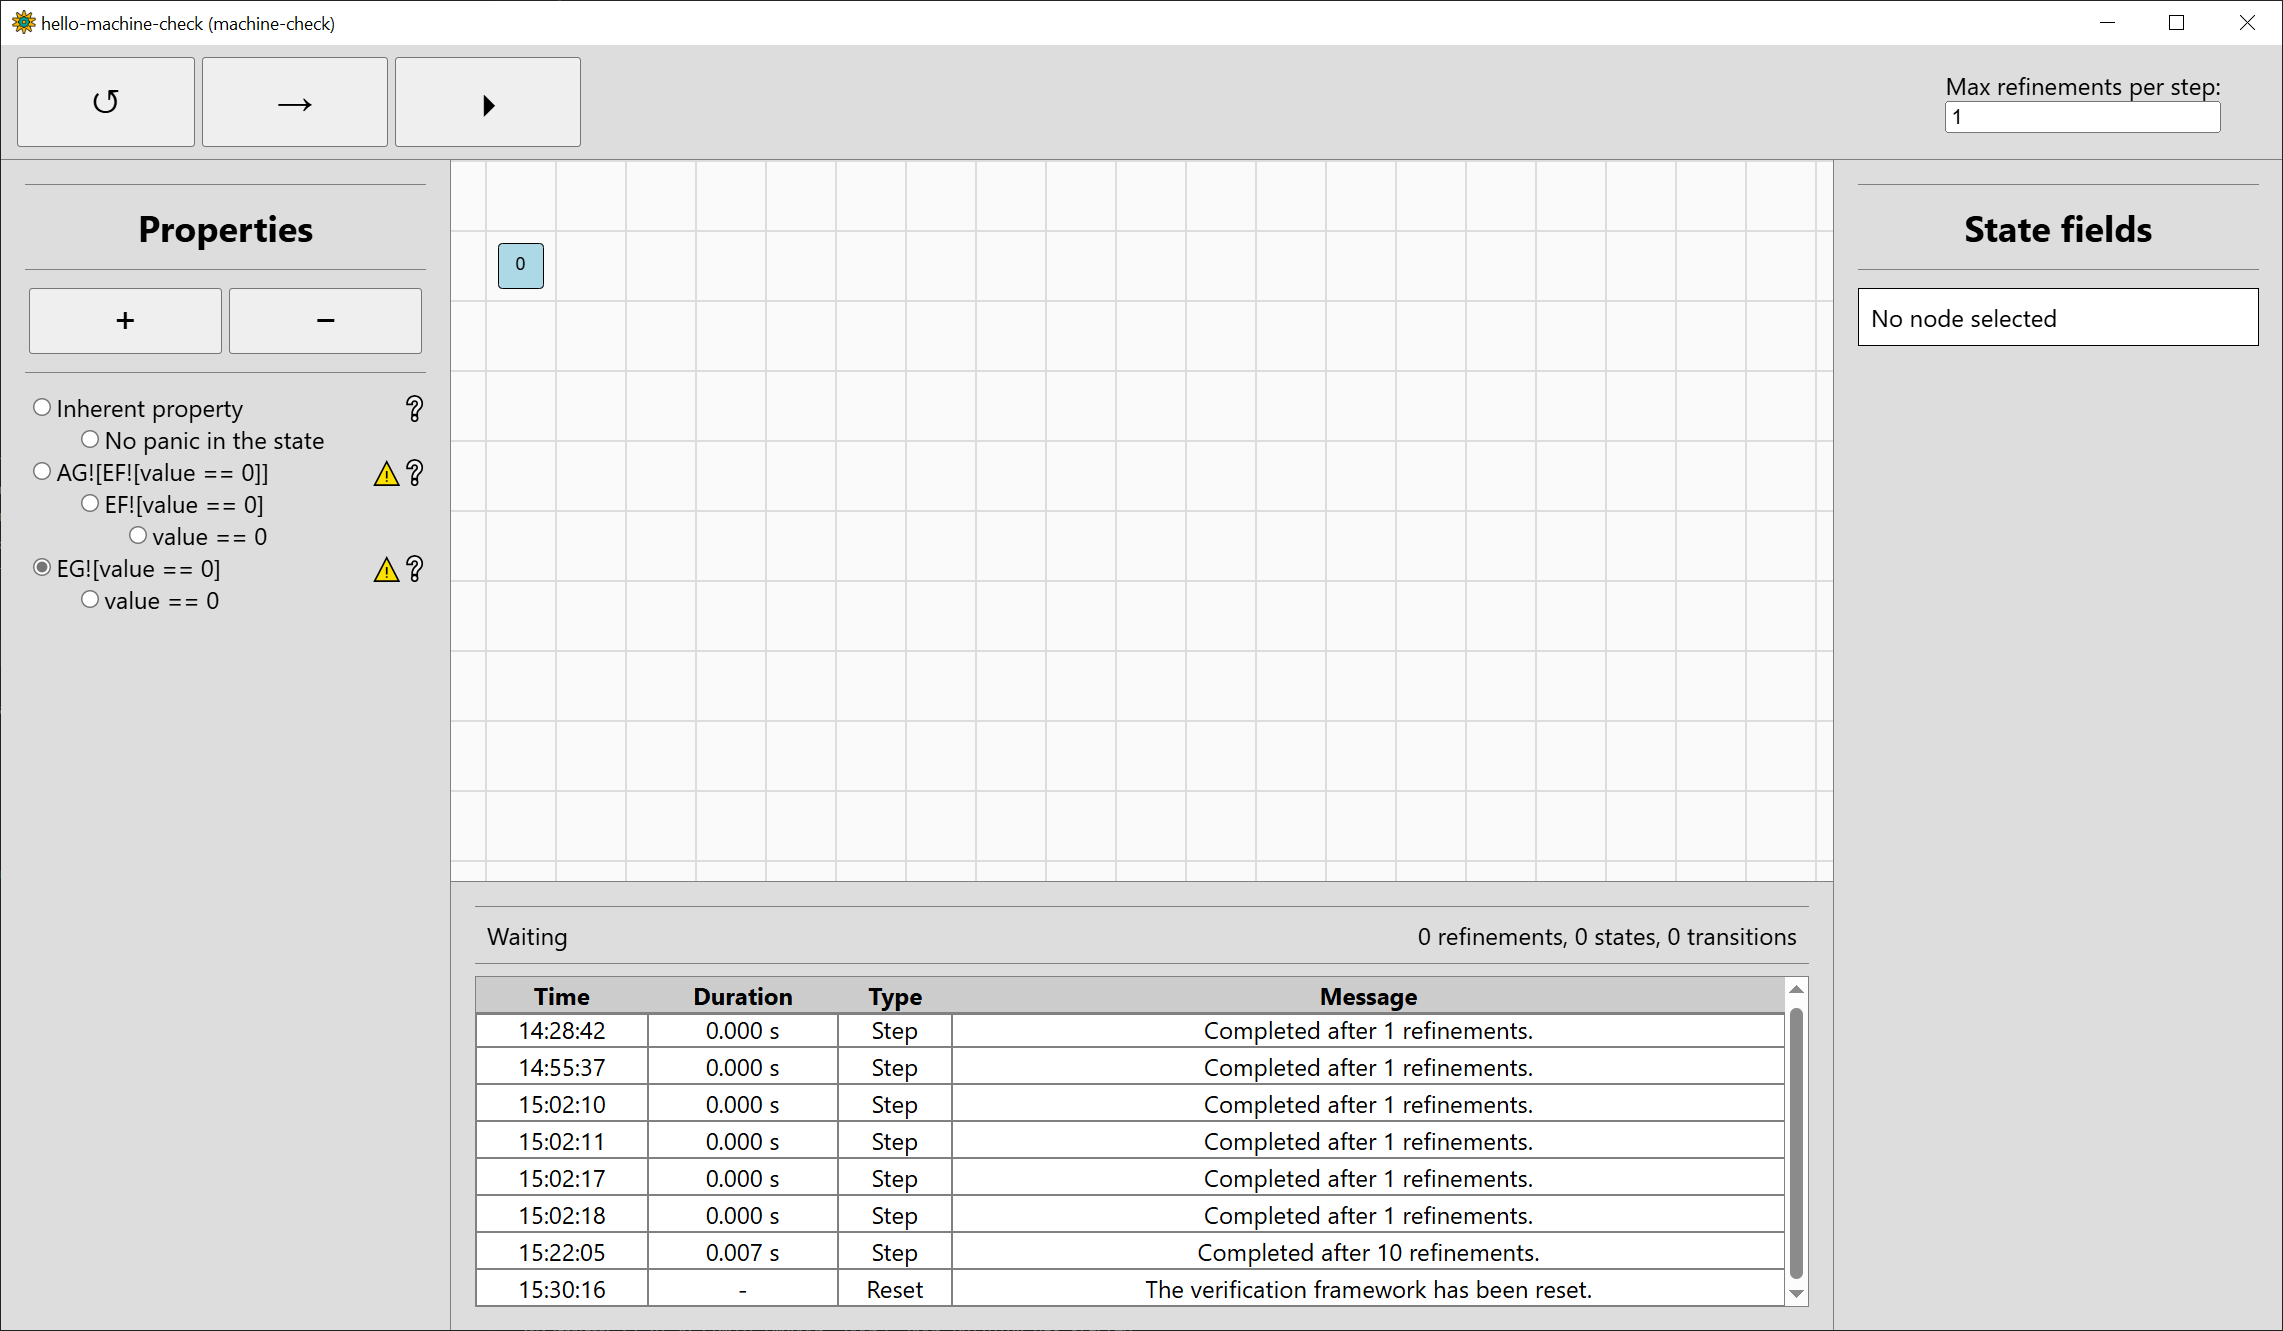 hello-machine-check (machine-check)
Max refinements per step:
1
Properties
+ −
Inherent property
No panic in the state
AG![EF![value == 0]]
EF![value == 0]
value == 0
EG![value == 0]
value == 0
0
State fields
No node selected
Waiting 0 refinements, 0 states, 0 transitions
Time Duration Type Message
14:28:42 0.000 s Step Completed after 1 refinements.
14:55:37 0.000 s Step Completed after 1 refinements.
15:02:10 0.000 s Step Completed after 1 refinements.
15:02:11 0.000 s Step Completed after 1 refinements.
15:02:17 0.000 s Step Completed after 1 refinements.
15:02:18 0.000 s Step Completed after 1 refinements.
15:22:05 0.007 s Step Completed after 10 refinements.
15:30:16 - Reset The verification framework has been reset.